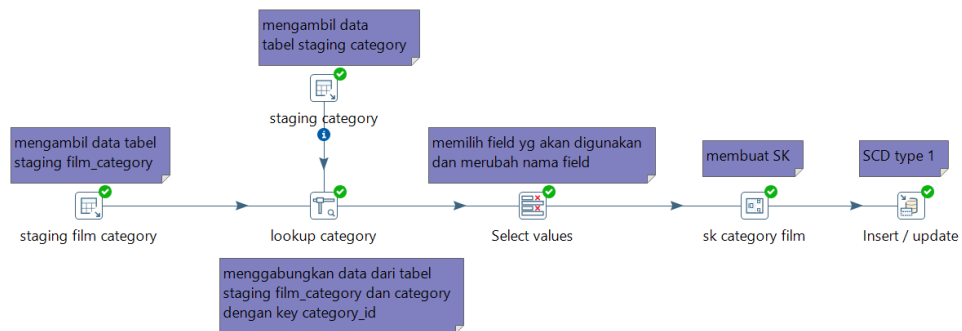 mengambil data
tabel staging category
staging category
mengambil data tabel
staging film_category
staging film category
lookup category
menggabungkan data dari tabel
staging film_category dan category
dengan key category_id
memilih field yg akan digunakan
dan merubah nama field
Select values
membuat SK
sk category film
SCD type 1
Insert / update